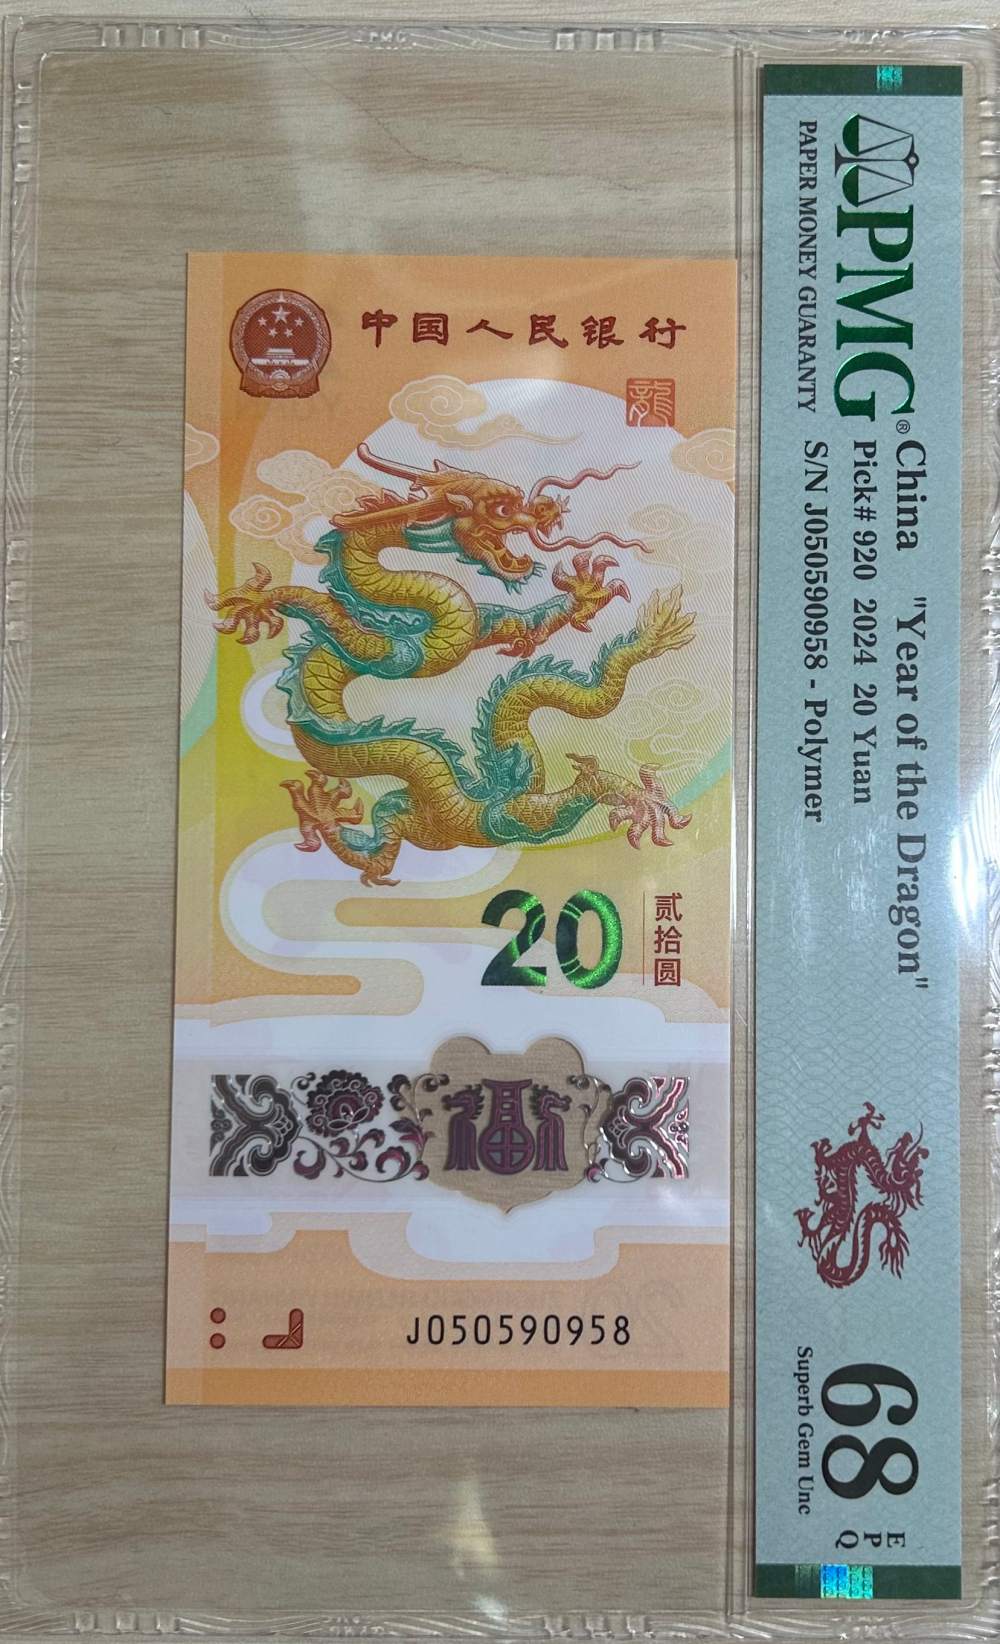 中国人民银行
龍
20
贰拾圆
福
J050590958
PMG®
PAPER MONEY GUARANTY
China "Year of the Dragon"
Pick# 920 2024 20 Yuan
S/N J050590958 - Polymer
68
EPQ
Superb Gem Unc